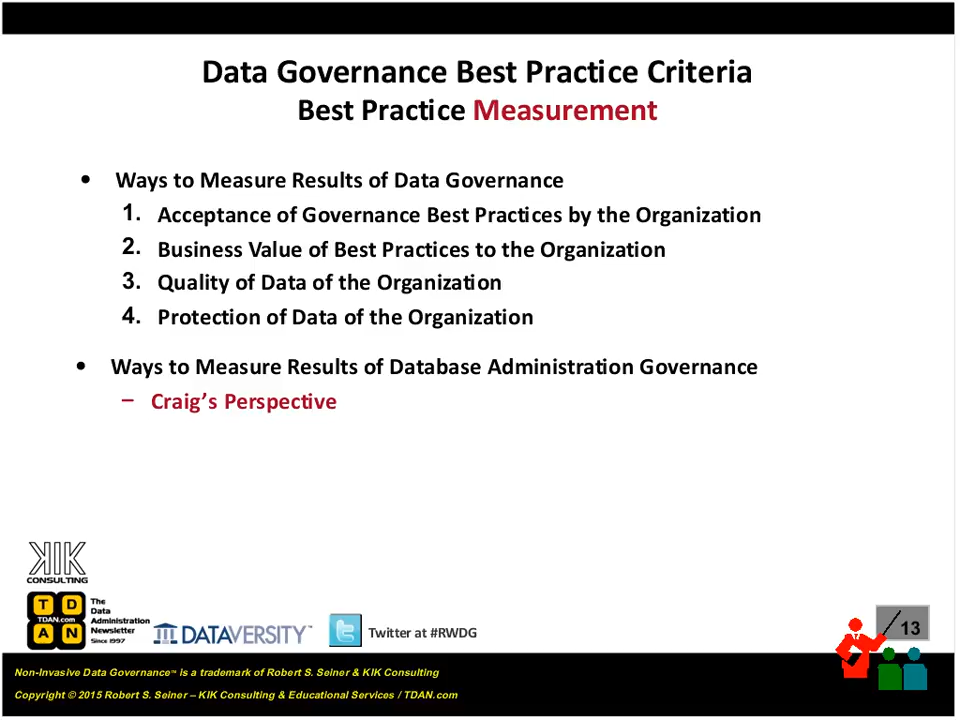 Data Governance Best Practice Criteria
Best Practice Measurement
• Ways to Measure Results of Data Governance
1. Acceptance of Governance Best Practices by the Organization
2. Business Value of Best Practices to the Organization
3. Quality of Data of the Organization
4. Protection of Data of the Organization
• Ways to Measure Results of Database Administration Governance
– Craig’s Perspective
KIK
CONSULTING
T D
TDAN.com
A N
The
Data
Administration
Newsletter
Since 1997
DATAVERSITY™
Twitter at #RWDG
13
Non-Invasive Data Governance™ is a trademark of Robert S. Seiner & KIK Consulting
Copyright © 2015 Robert S. Seiner – KIK Consulting & Educational Services / TDAN.com